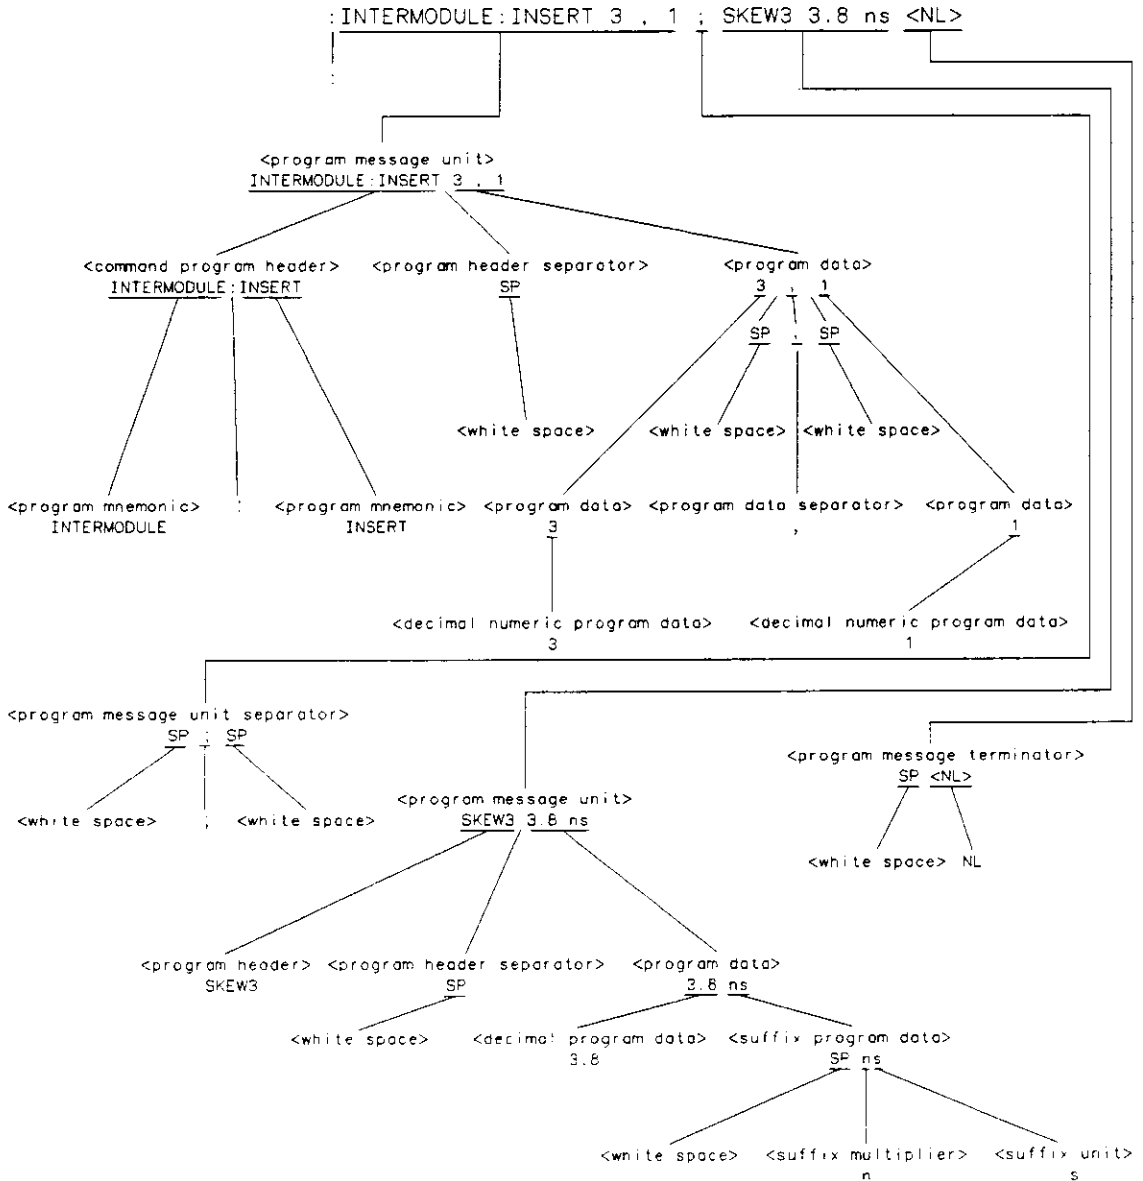 :INTERMODULE:INSERT 3 , 1 ; SKEW3 3.8 ns <NL>
:
<program message unit>
INTERMODULE:INSERT 3 , 1
<command program header> <program header separator> <program data>
INTERMODULE:INSERT SP 3 , 1
SP , SP
<white space> <white space> <white space>
<program mnemonic> : <program mnemonic> <program data> <program data separator> <program data>
INTERMODULE INSERT 3 , 1
<decimal numeric program data> <decimal numeric program data>
3 1
<program message unit separator>
SP ; SP
<program message terminator>
SP <NL>
<program message unit>
<white space> ; <white space> SKEW3 3.8 ns
<white space> NL
<program header> <program header separator> <program data>
SKEW3 SP 3.8 ns
<white space> <decimal program data> <suffix program data>
3.8 SP ns
<white space> <suffix multiplier> <suffix unit>
n s